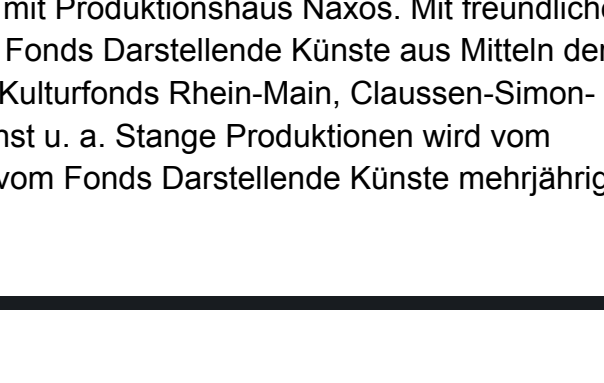 mit Produktionshaus Naxos. Mit freundliche
Fonds Darstellende Künste aus Mitteln der
Kulturfonds Rhein-Main, Claussen-Simon-
nst u. a. Stange Produktionen wird vom
vom Fonds Darstellende Künste mehrjährig